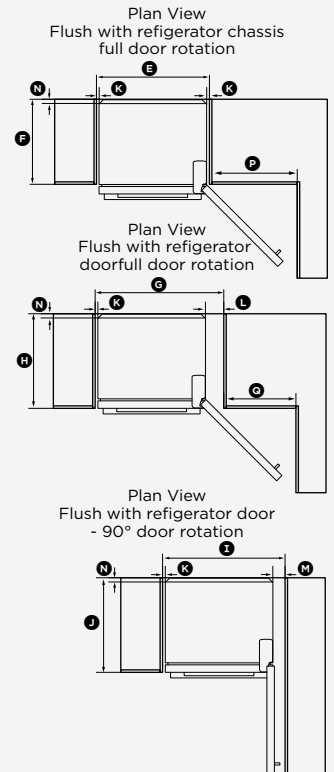 Plan View
Flush with refigerator chassis
full door rotation
E
N K K
F
P
Plan View
Flush with refigerator
doorfull door rotation
G
N K L
H
Q
Plan View
Flush with refrigerator door
- 90° door rotation
I
N K M
J